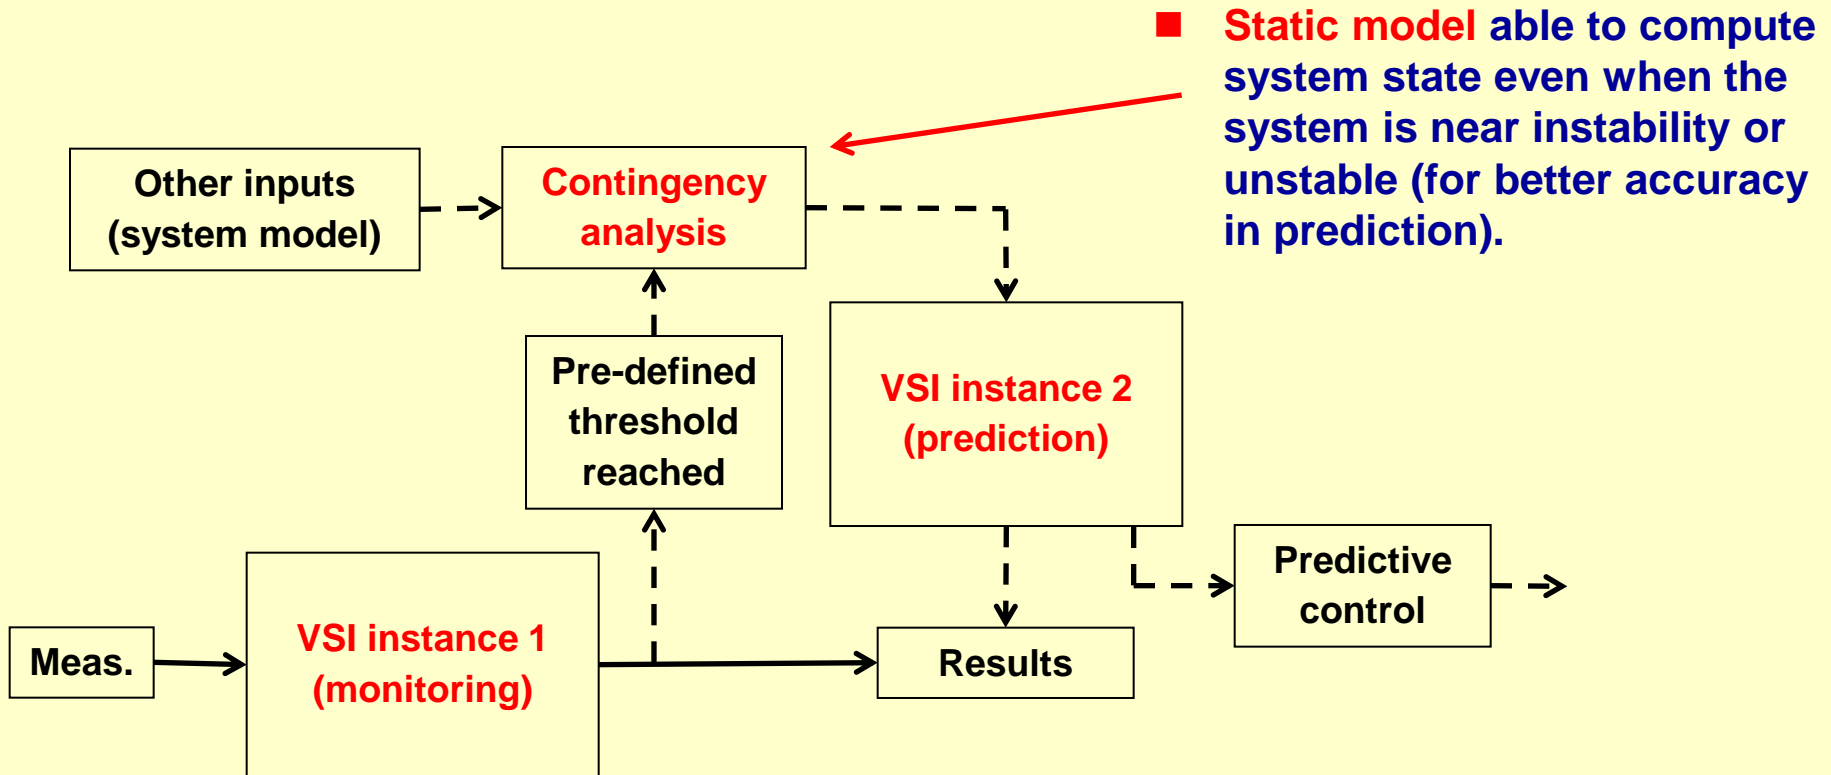 Static model able to compute
system state even when the
system is near instability or
unstable (for better accuracy
in prediction).
Other inputs
(system model)
Contingency
analysis
Pre-defined
threshold
reached
VSI instance 2
(prediction)
Predictive
control
Meas.
VSI instance 1
(monitoring)
Results